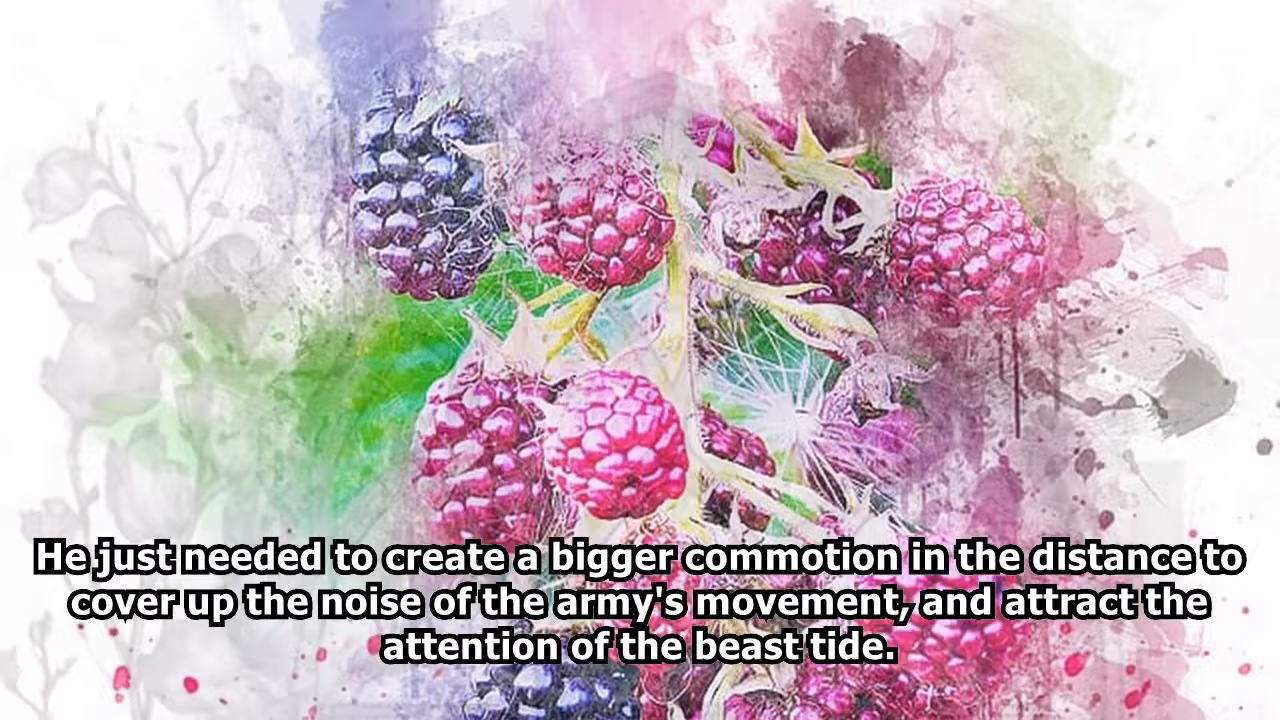 He just needed to create a bigger commotion in the distance to
cover up the noise of the army's movement, and attract the
attention of the beast tide.